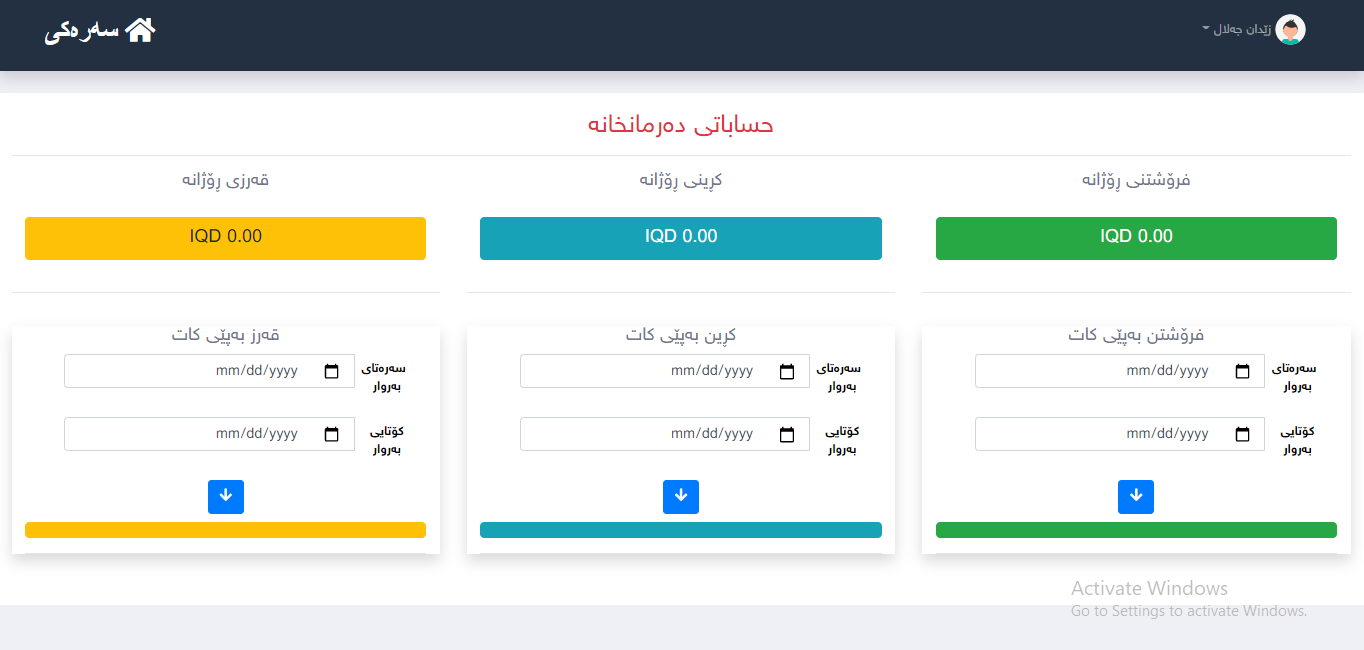 زێدان جەلال
سەرەکی
حساباتی دەرمانخانە
فرۆشتنی ڕۆژانە
کڕینی ڕۆژانە
قەرزی ڕۆژانە
IQD 0.00
IQD 0.00
IQD 0.00
فرۆشتن بەپێی کات
سەرەتای
بەروار
mm/dd/yyyy
کۆتایی
بەروار
mm/dd/yyyy
کڕین بەپێی کات
سەرەتای
بەروار
mm/dd/yyyy
کۆتایی
بەروار
mm/dd/yyyy
قەرز بەپێی کات
سەرەتای
بەروار
mm/dd/yyyy
کۆتایی
بەروار
mm/dd/yyyy
Activate Windows
Go to Settings to activate Windows.